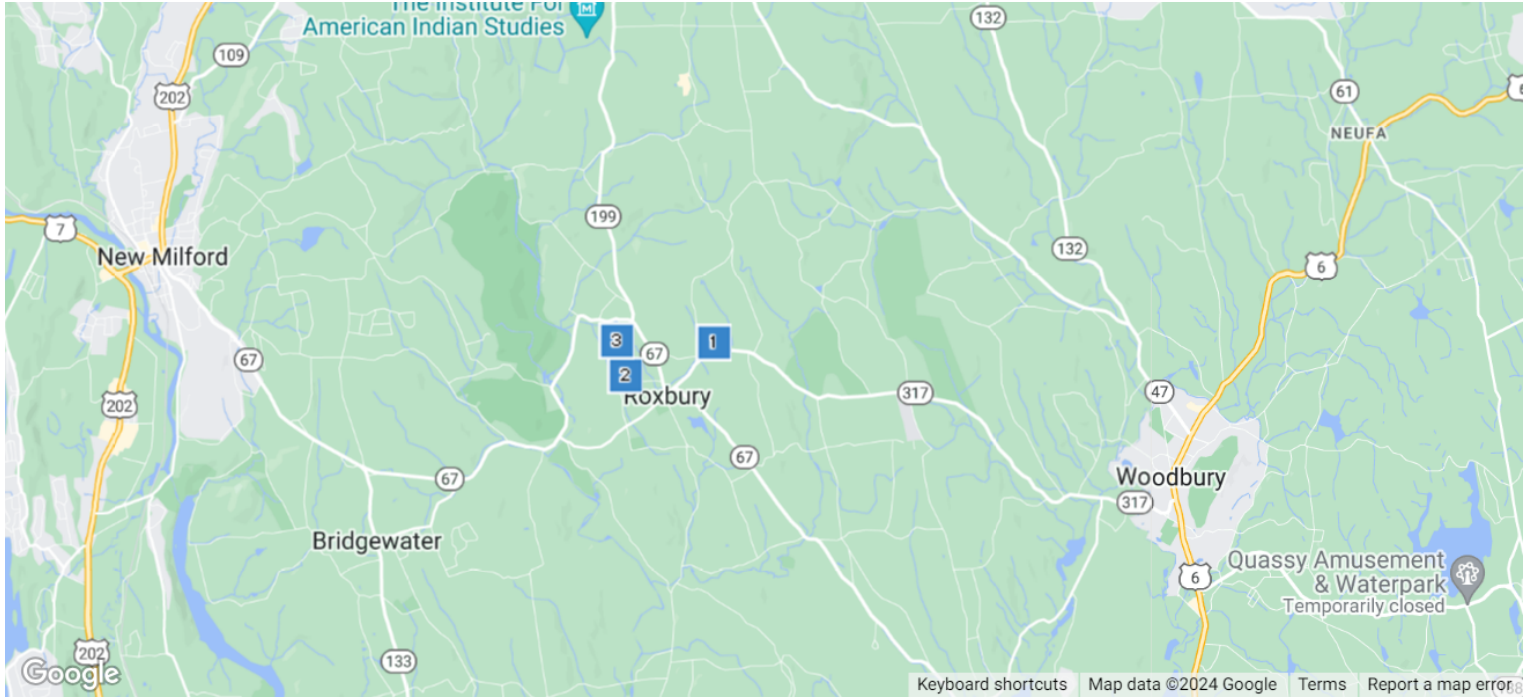 The Institute For
American Indian Studies
132
109
202
61
6
NEUFA
199
7
132
New Milford
6
3
1
67
67
2
Roxbury
317
47
202
67
Woodbury
67
317
Bridgewater
Quassy Amusement
& Waterpark
Temporarily closed
6
202
133
Google
Keyboard shortcuts
Map data ©2024 Google
Terms
Report a map error